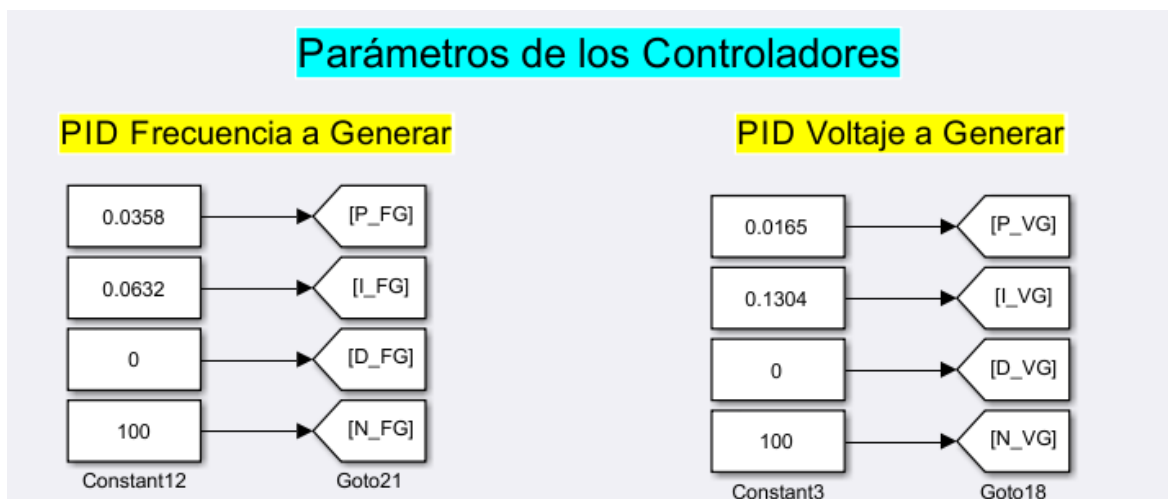 Parámetros de los Controladores
PID Frecuencia a Generar
0.0358 [P_FG]
0.0632 [I_FG]
0 [D_FG]
100 [N_FG]
Constant12 Goto21
PID Voltaje a Generar
0.0165 [P_VG]
0.1304 [I_VG]
0 [D_VG]
100 [N_VG]
Constant3 Goto18